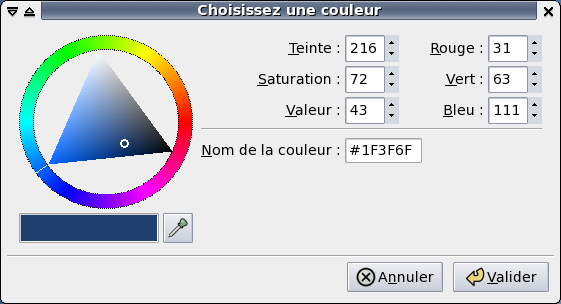 Choisissez une couleur
Teinte : 216 Rouge : 31
Saturation : 72 Vert : 63
Valeur : 43 Bleu : 111
Nom de la couleur : #1F3F6F
Annuler Valider